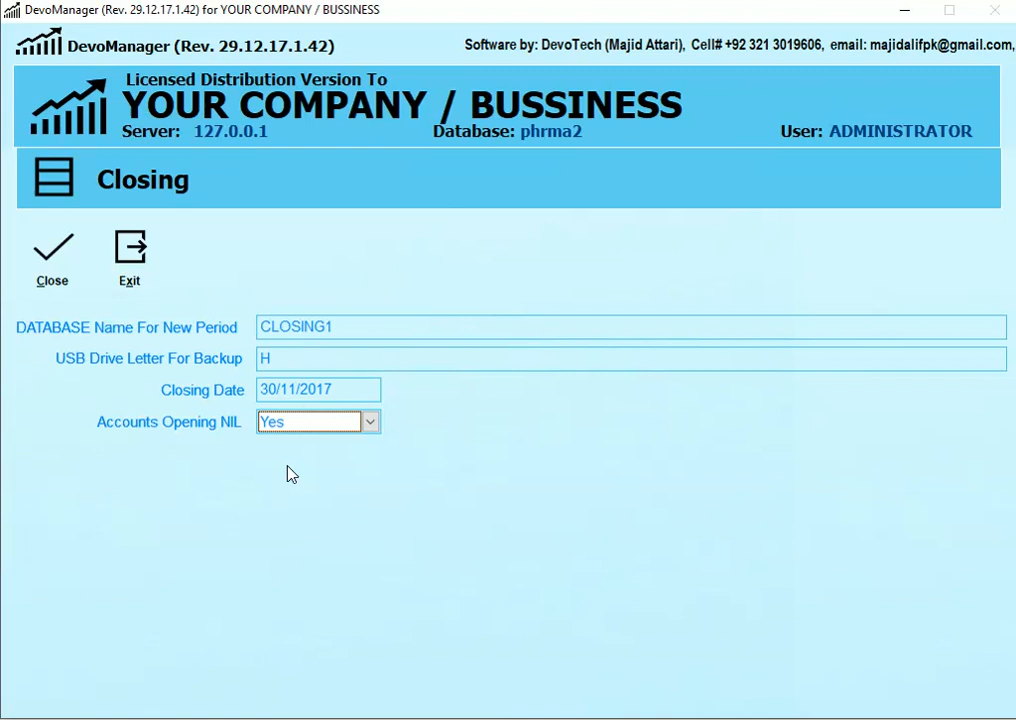 DevoManager (Rev. 29.12.17.1.42) for YOUR COMPANY / BUSSINESS
DevoManager (Rev. 29.12.17.1.42)
Software by: DevoTech (Majid Attari), Cell# +92 321 3019606, email: majidalifpk@gmail.com,
Licensed Distribution Version To
YOUR COMPANY / BUSSINESS
Server: 127.0.0.1 Database: phrma2 User: ADMINISTRATOR
Closing
Close Exit
DATABASE Name For New Period CLOSING1
USB Drive Letter For Backup H
Closing Date 30/11/2017
Accounts Opening NIL Yes